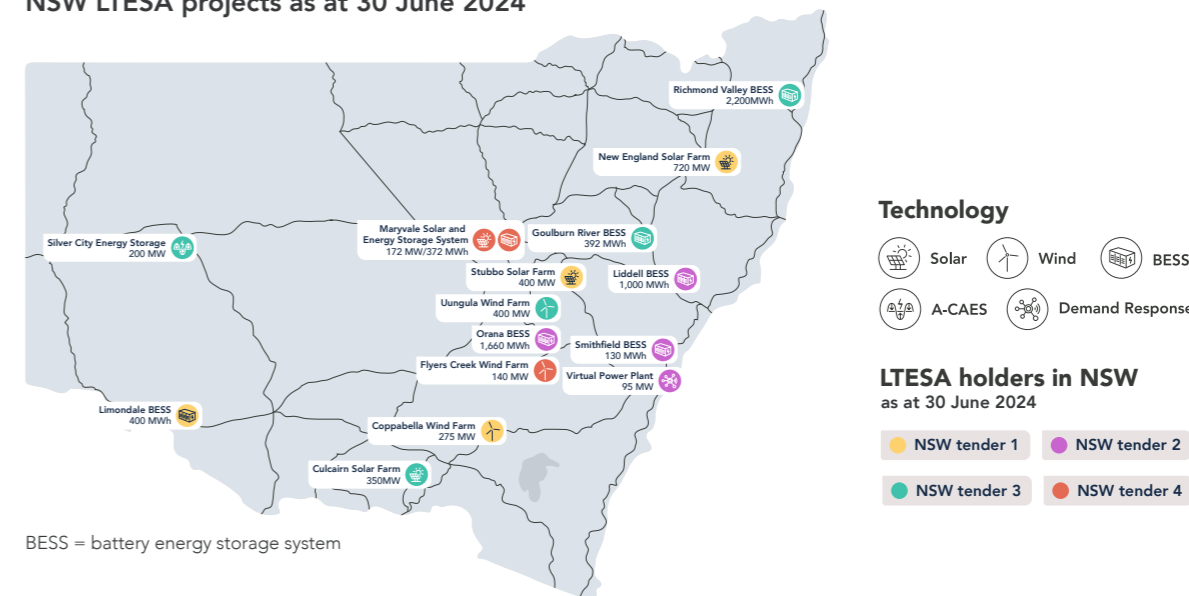 NSW LTESA projects as at 30 June 2024
Richmond Valley BESS
2,200MWh
New England Solar Farm
720 MW
Silver City Energy Storage
200 MW
Maryvale Solar and
Energy Storage System
172 MW/372 MWh
Goulburn River BESS
392 MWh
Stubbo Solar Farm
400 MW
Liddell BESS
1,000 MWh
Uungula Wind Farm
400 MW
Orana BESS
1,660 MWh
Smithfield BESS
130 MWh
Flyers Creek Wind Farm
140 MW
Virtual Power Plant
95 MW
Limondale BESS
400 MWh
Coppabella Wind Farm
275 MW
Culcairn Solar Farm
350MW
BESS = battery energy storage system
Technology
Solar
Wind
BESS
A-CAES
Demand Response
LTESA holders in NSW
as at 30 June 2024
NSW tender 1
NSW tender 2
NSW tender 3
NSW tender 4